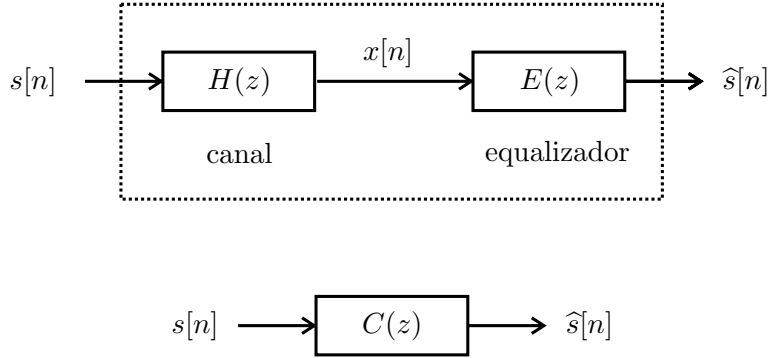 x[n]
s[n] H(z) E(z) ŝ[n]
canal equalizador
s[n] C(z) ŝ[n]